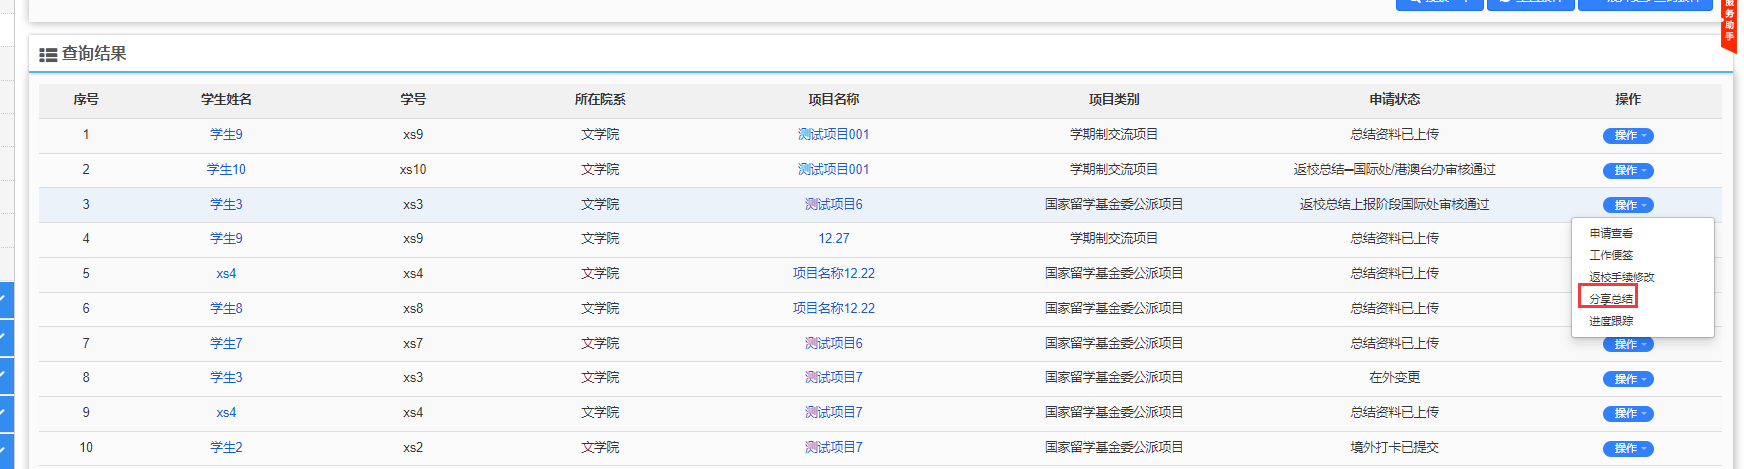 服
务
助
手
查询结果
序号 学生姓名 学号 所在院系 项目名称 项目类别 申请状态 操作
1 学生9 xs9 文学院 测试项目001 学期制交流项目 总结资料已上传 操作
2 学生10 xs10 文学院 测试项目001 学期制交流项目 返校总结—国际处/港澳台办审核通过 操作
3 学生3 xs3 文学院 测试项目6 国家留学基金委公派项目 返校总结上报阶段国际处审核通过 操作
4 学生9 xs9 文学院 12.27 学期制交流项目 总结资料已上传
5 xs4 xs4 文学院 项目名称12.22 国家留学基金委公派项目 总结资料已上传
6 学生8 xs8 文学院 项目名称12.22 国家留学基金委公派项目 总结资料已上传
申请查看
工作便签
返校手续修改
分享总结
进度跟踪
7 学生7 xs7 文学院 测试项目6 国家留学基金委公派项目 总结资料已上传 操作
8 学生3 xs3 文学院 测试项目7 国家留学基金委公派项目 在外变更 操作
9 xs4 xs4 文学院 测试项目7 国家留学基金委公派项目 总结资料已上传 操作
10 学生2 xs2 文学院 测试项目7 国家留学基金委公派项目 境外打卡已提交 操作